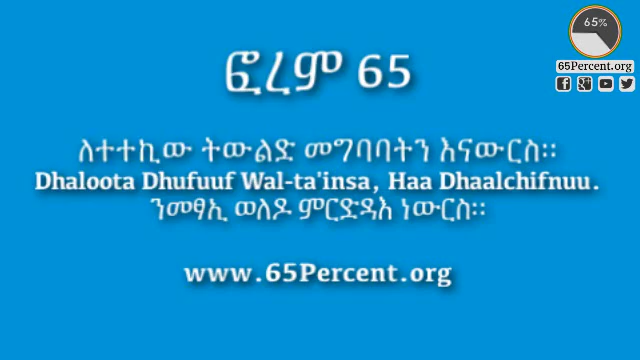 65%
65Percent.org
ፎረም 65
ለተተኪው ትውልድ መግባባትን እናውርስ።
Dhaloota Dhufuuf Wal-ta'insa, Haa Dhaalchifnuu.
ንመፃኢ ወለዶ ምርድዳእ ነውርስ።
www.65Percent.org